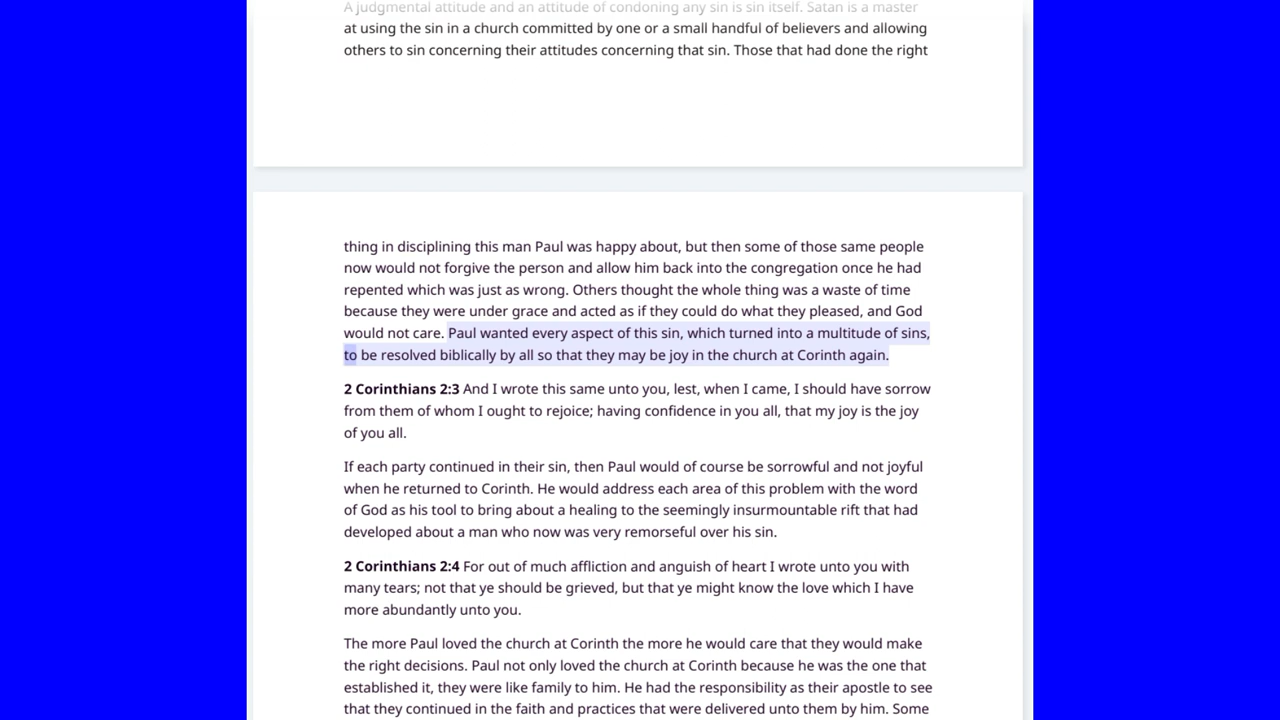 A judgmental attitude and an attitude of condoning any sin is sin itself. Satan is a master
at using the sin in a church committed by one or a small handful of believers and allowing
others to sin concerning their attitudes concerning that sin. Those that had done the right
thing in disciplining this man Paul was happy about, but then some of those same people
now would not forgive the person and allow him back into the congregation once he had
repented which was just as wrong. Others thought the whole thing was a waste of time
because they were under grace and acted as if they could do what they pleased, and God
would not care. Paul wanted every aspect of this sin, which turned into a multitude of sins,
to be resolved biblically by all so that they may be joy in the church at Corinth again.
2 Corinthians 2:3 And I wrote this same unto you, lest, when I came, I should have sorrow
from them of whom I ought to rejoice; having confidence in you all, that my joy is the joy
of you all.
If each party continued in their sin, then Paul would of course be sorrowful and not joyful
when he returned to Corinth. He would address each area of this problem with the word
of God as his tool to bring about a healing to the seemingly insurmountable rift that had
developed about a man who now was very remorseful over his sin.
2 Corinthians 2:4 For out of much affliction and anguish of heart I wrote unto you with
many tears; not that ye should be grieved, but that ye might know the love which I have
more abundantly unto you.
The more Paul loved the church at Corinth the more he would care that they would make
the right decisions. Paul not only loved the church at Corinth because he was the one that
established it, they were like family to him. He had the responsibility as their apostle to see
that they continued in the faith and practices that were delivered unto them by him. Some